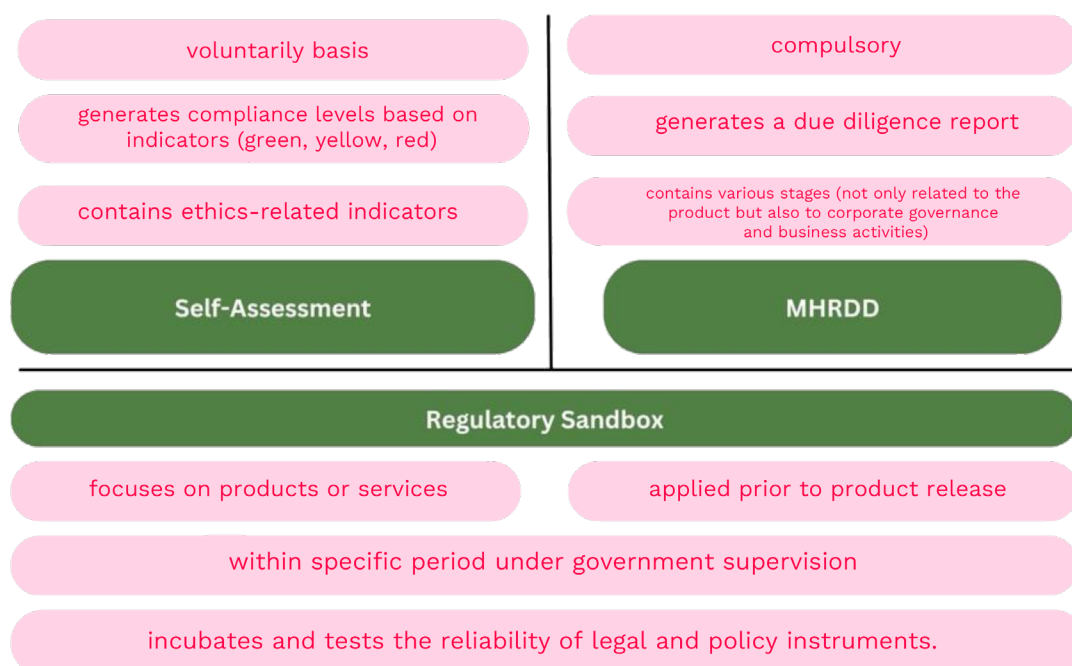 voluntarily basis
generates compliance levels based on
indicators (green, yellow, red)
contains ethics-related indicators
Self-Assessment
compulsory
generates a due diligence report
contains various stages (not only related to the
product but also to corporate governance
and business activities)
MHRDD
Regulatory Sandbox
focuses on products or services
applied prior to product release
within specific period under government supervision
incubates and tests the reliability of legal and policy instruments.